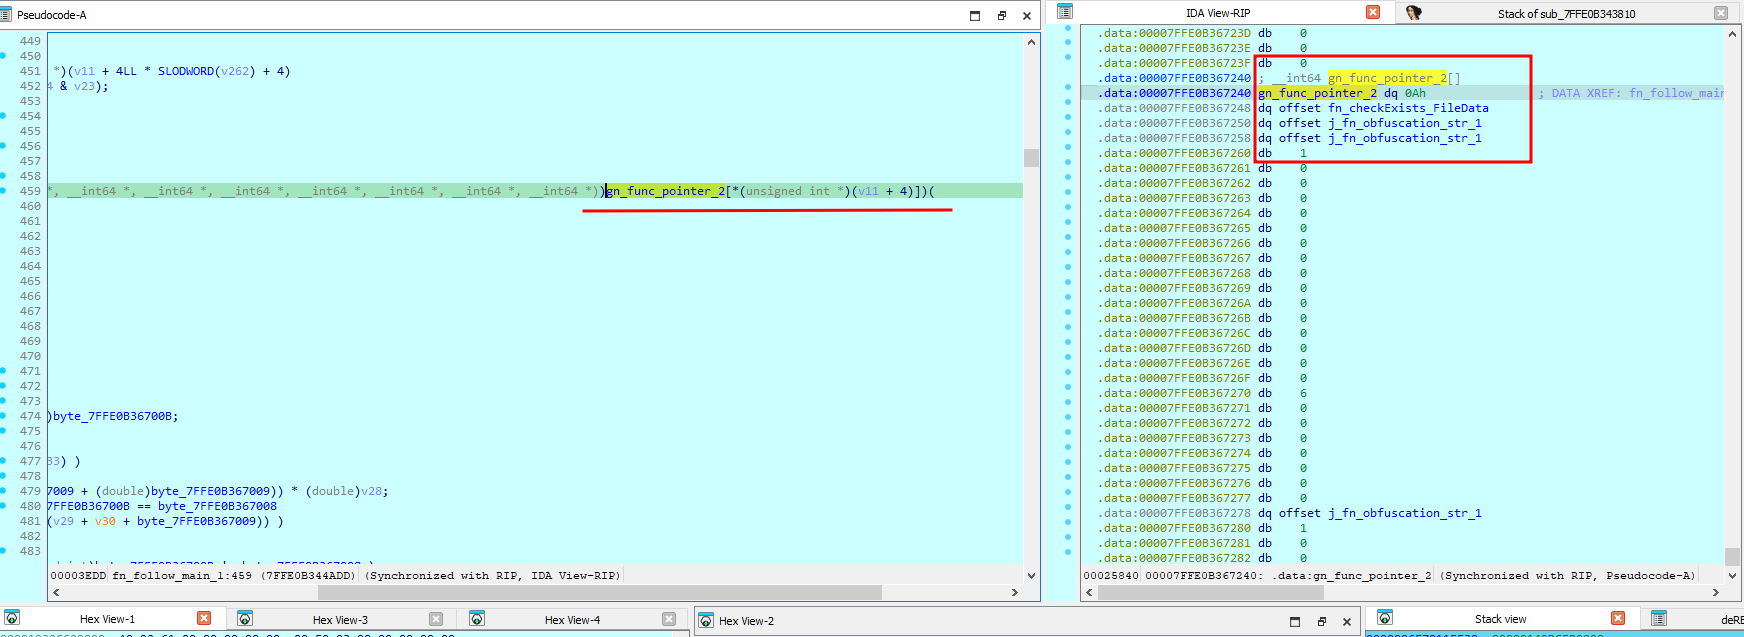 Pseudocode-A
449
450
451 *)(v11 + 4LL * SLODWORD(v262) + 4)
452 & v23);
453
454
455
456
457
458
459 *, __int64 *, __int64 *, __int64 *, __int64 *, __int64 *, __int64 *, __int64 *))gn_func_pointer_2[*(unsigned int *)(v11 + 4)])(
460
461
462
463
464
465
466
467
468
469
470
471
472
473
474 )byte_7FFE0B36700B;
475
476
477 33) )
478
479 7009 + (double)byte_7FFE0B367009)) * (double)v28;
480 7FFE0B36700B == byte_7FFE0B367008
481 (v29 + v30 + byte_7FFE0B367009)) )
482
483
00003EDD fn_follow_main_1:459 (7FFE0B344ADD) (Synchronized with RIP, IDA View-RIP)
IDA View-RIP
Stack of sub_7FFE0B343810
.data:00007FFE0B36723D db 0
.data:00007FFE0B36723E db 0
.data:00007FFE0B36723F db 0
.data:00007FFE0B367240 ; __int64 gn_func_pointer_2[]
.data:00007FFE0B367240 gn_func_pointer_2 dq 0Ah ; DATA XREF: fn_follow_main
.data:00007FFE0B367248 dq offset fn_checkExists_FileData
.data:00007FFE0B367250 dq offset j_fn_obfuscation_str_1
.data:00007FFE0B367258 dq offset j_fn_obfuscation_str_1
.data:00007FFE0B367260 db 1
.data:00007FFE0B367261 db 0
.data:00007FFE0B367262 db 0
.data:00007FFE0B367263 db 0
.data:00007FFE0B367264 db 0
.data:00007FFE0B367265 db 0
.data:00007FFE0B367266 db 0
.data:00007FFE0B367267 db 0
.data:00007FFE0B367268 db 0
.data:00007FFE0B367269 db 0
.data:00007FFE0B36726A db 0
.data:00007FFE0B36726B db 0
.data:00007FFE0B36726C db 0
.data:00007FFE0B36726D db 0
.data:00007FFE0B36726E db 0
.data:00007FFE0B36726F db 0
.data:00007FFE0B367270 db 6
.data:00007FFE0B367271 db 0
.data:00007FFE0B367272 db 0
.data:00007FFE0B367273 db 0
.data:00007FFE0B367274 db 0
.data:00007FFE0B367275 db 0
.data:00007FFE0B367276 db 0
.data:00007FFE0B367277 db 0
.data:00007FFE0B367278 dq offset j_fn_obfuscation_str_1
.data:00007FFE0B367280 db 1
.data:00007FFE0B367281 db 0
.data:00007FFE0B367282 db 0
00025840 00007FFE0B367240: .data:gn_func_pointer_2 (Synchronized with RIP, Pseudocode-A)
Hex View-1
Hex View-3
Hex View-4
Hex View-2
Stack view
deRE